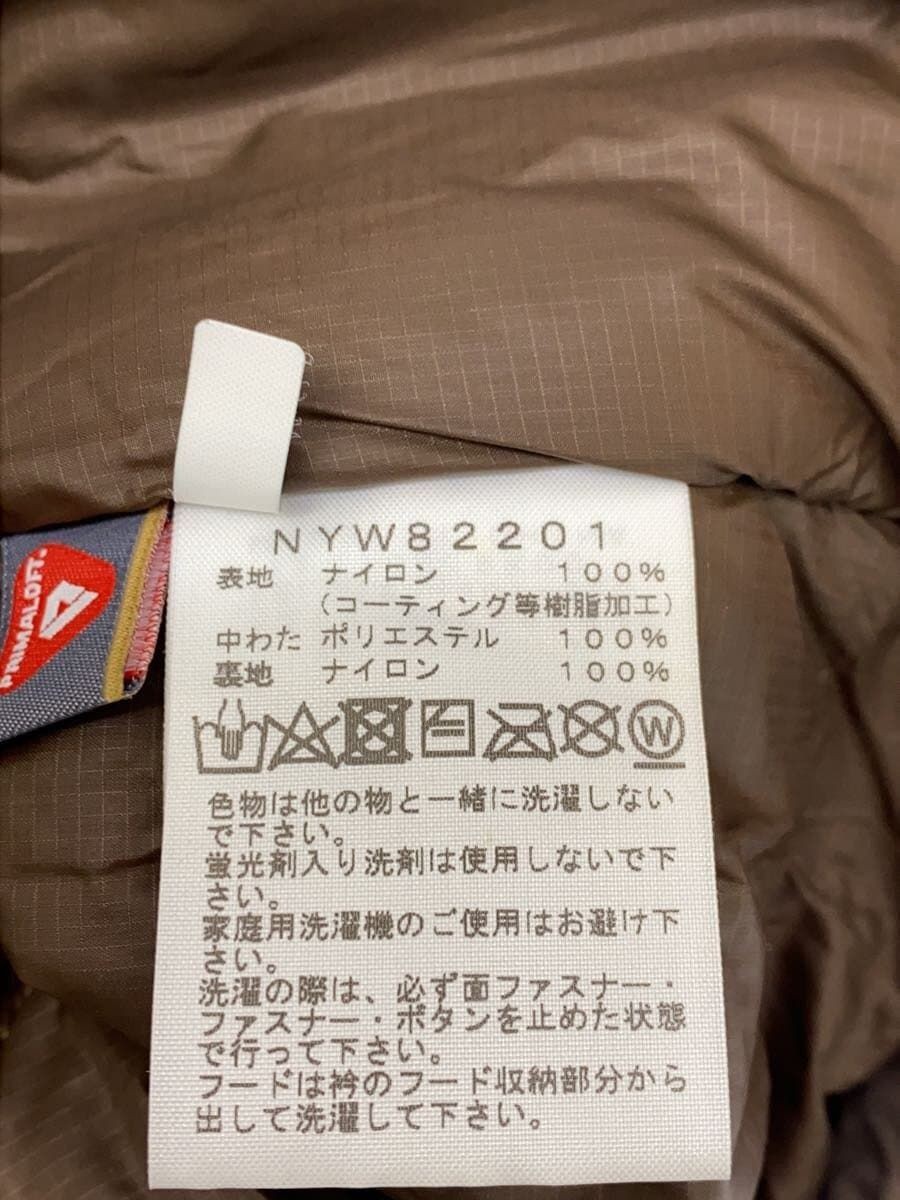 NYW82201
表地 ナイロン 100%
(コーティング等樹脂加工)
中わた ポリエステル 100%
裏地 ナイロン 100%
W
色物は他の物と一緒に洗濯しない
で下さい。
蛍光剤入り洗剤は使用しないで下
さい。
家庭用洗濯機のご使用はお避け下
さい。
洗濯の際は、必ず面ファスナー・
ファスナー・ボタンを止めた状態
で行って下さい。
フードは衿のフード収納部分から
出して洗濯して下さい。
PRIMALOFT®